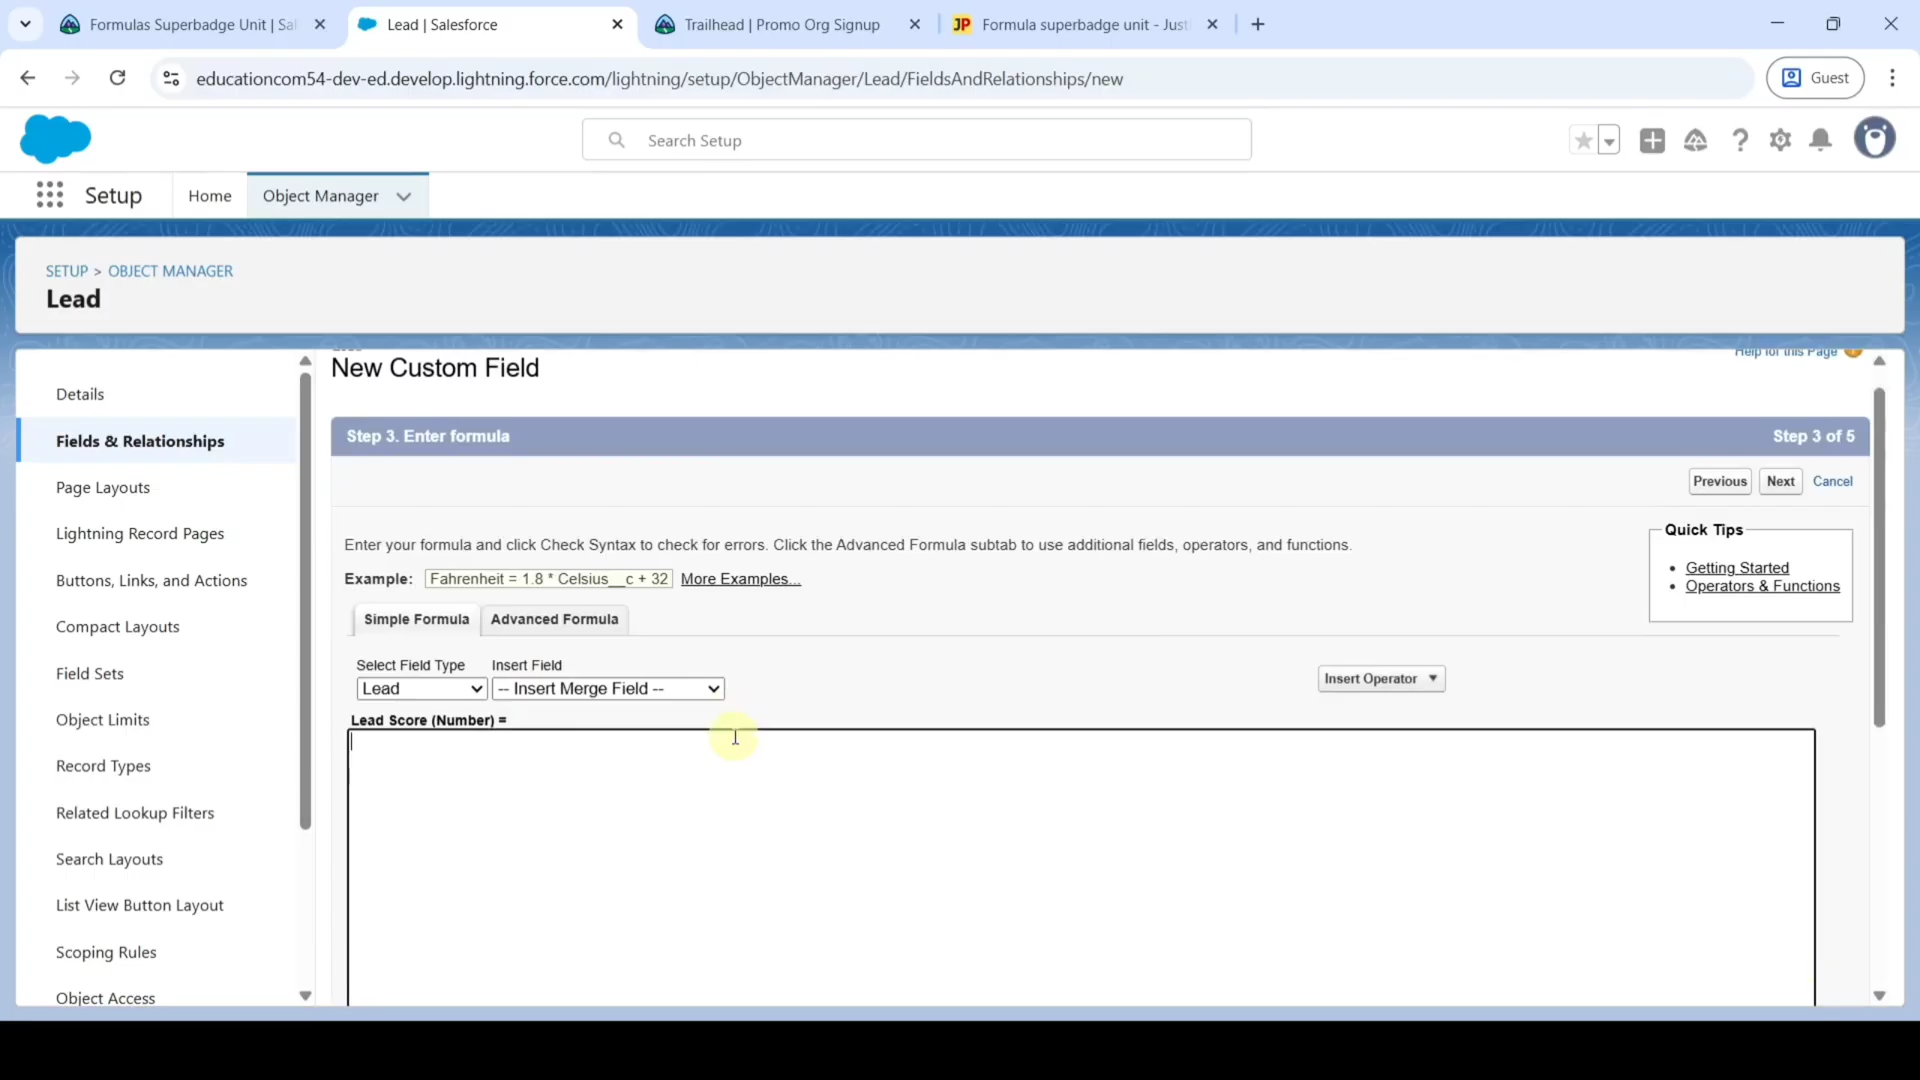 Formulas Superbadge Unit | Sal
Lead | Salesforce
Trailhead | Promo Org Signup
JP
Formula superbadge unit - Just
educationcom54-dev-ed.develop.lightning.force.com/lightning/setup/ObjectManager/Lead/FieldsAndRelationships/new
Guest
Search Setup
Setup
Home
Object Manager
SETUP > OBJECT MANAGER
Lead
Details
Fields & Relationships
Page Layouts
Lightning Record Pages
Buttons, Links, and Actions
Compact Layouts
Field Sets
Object Limits
Record Types
Related Lookup Filters
Search Layouts
List View Button Layout
Scoping Rules
Object Access
Help for this Page
New Custom Field
Step 3. Enter formula
Step 3 of 5
Previous
Next
Cancel
Enter your formula and click Check Syntax to check for errors. Click the Advanced Formula subtab to use additional fields, operators, and functions.
Example: Fahrenheit = 1.8 * Celsius__c + 32 More Examples...
Quick Tips
• Getting Started
• Operators & Functions
Simple Formula
Advanced Formula
Select Field Type
Insert Field
Lead
-- Insert Merge Field --
Insert Operator
Lead Score (Number) =